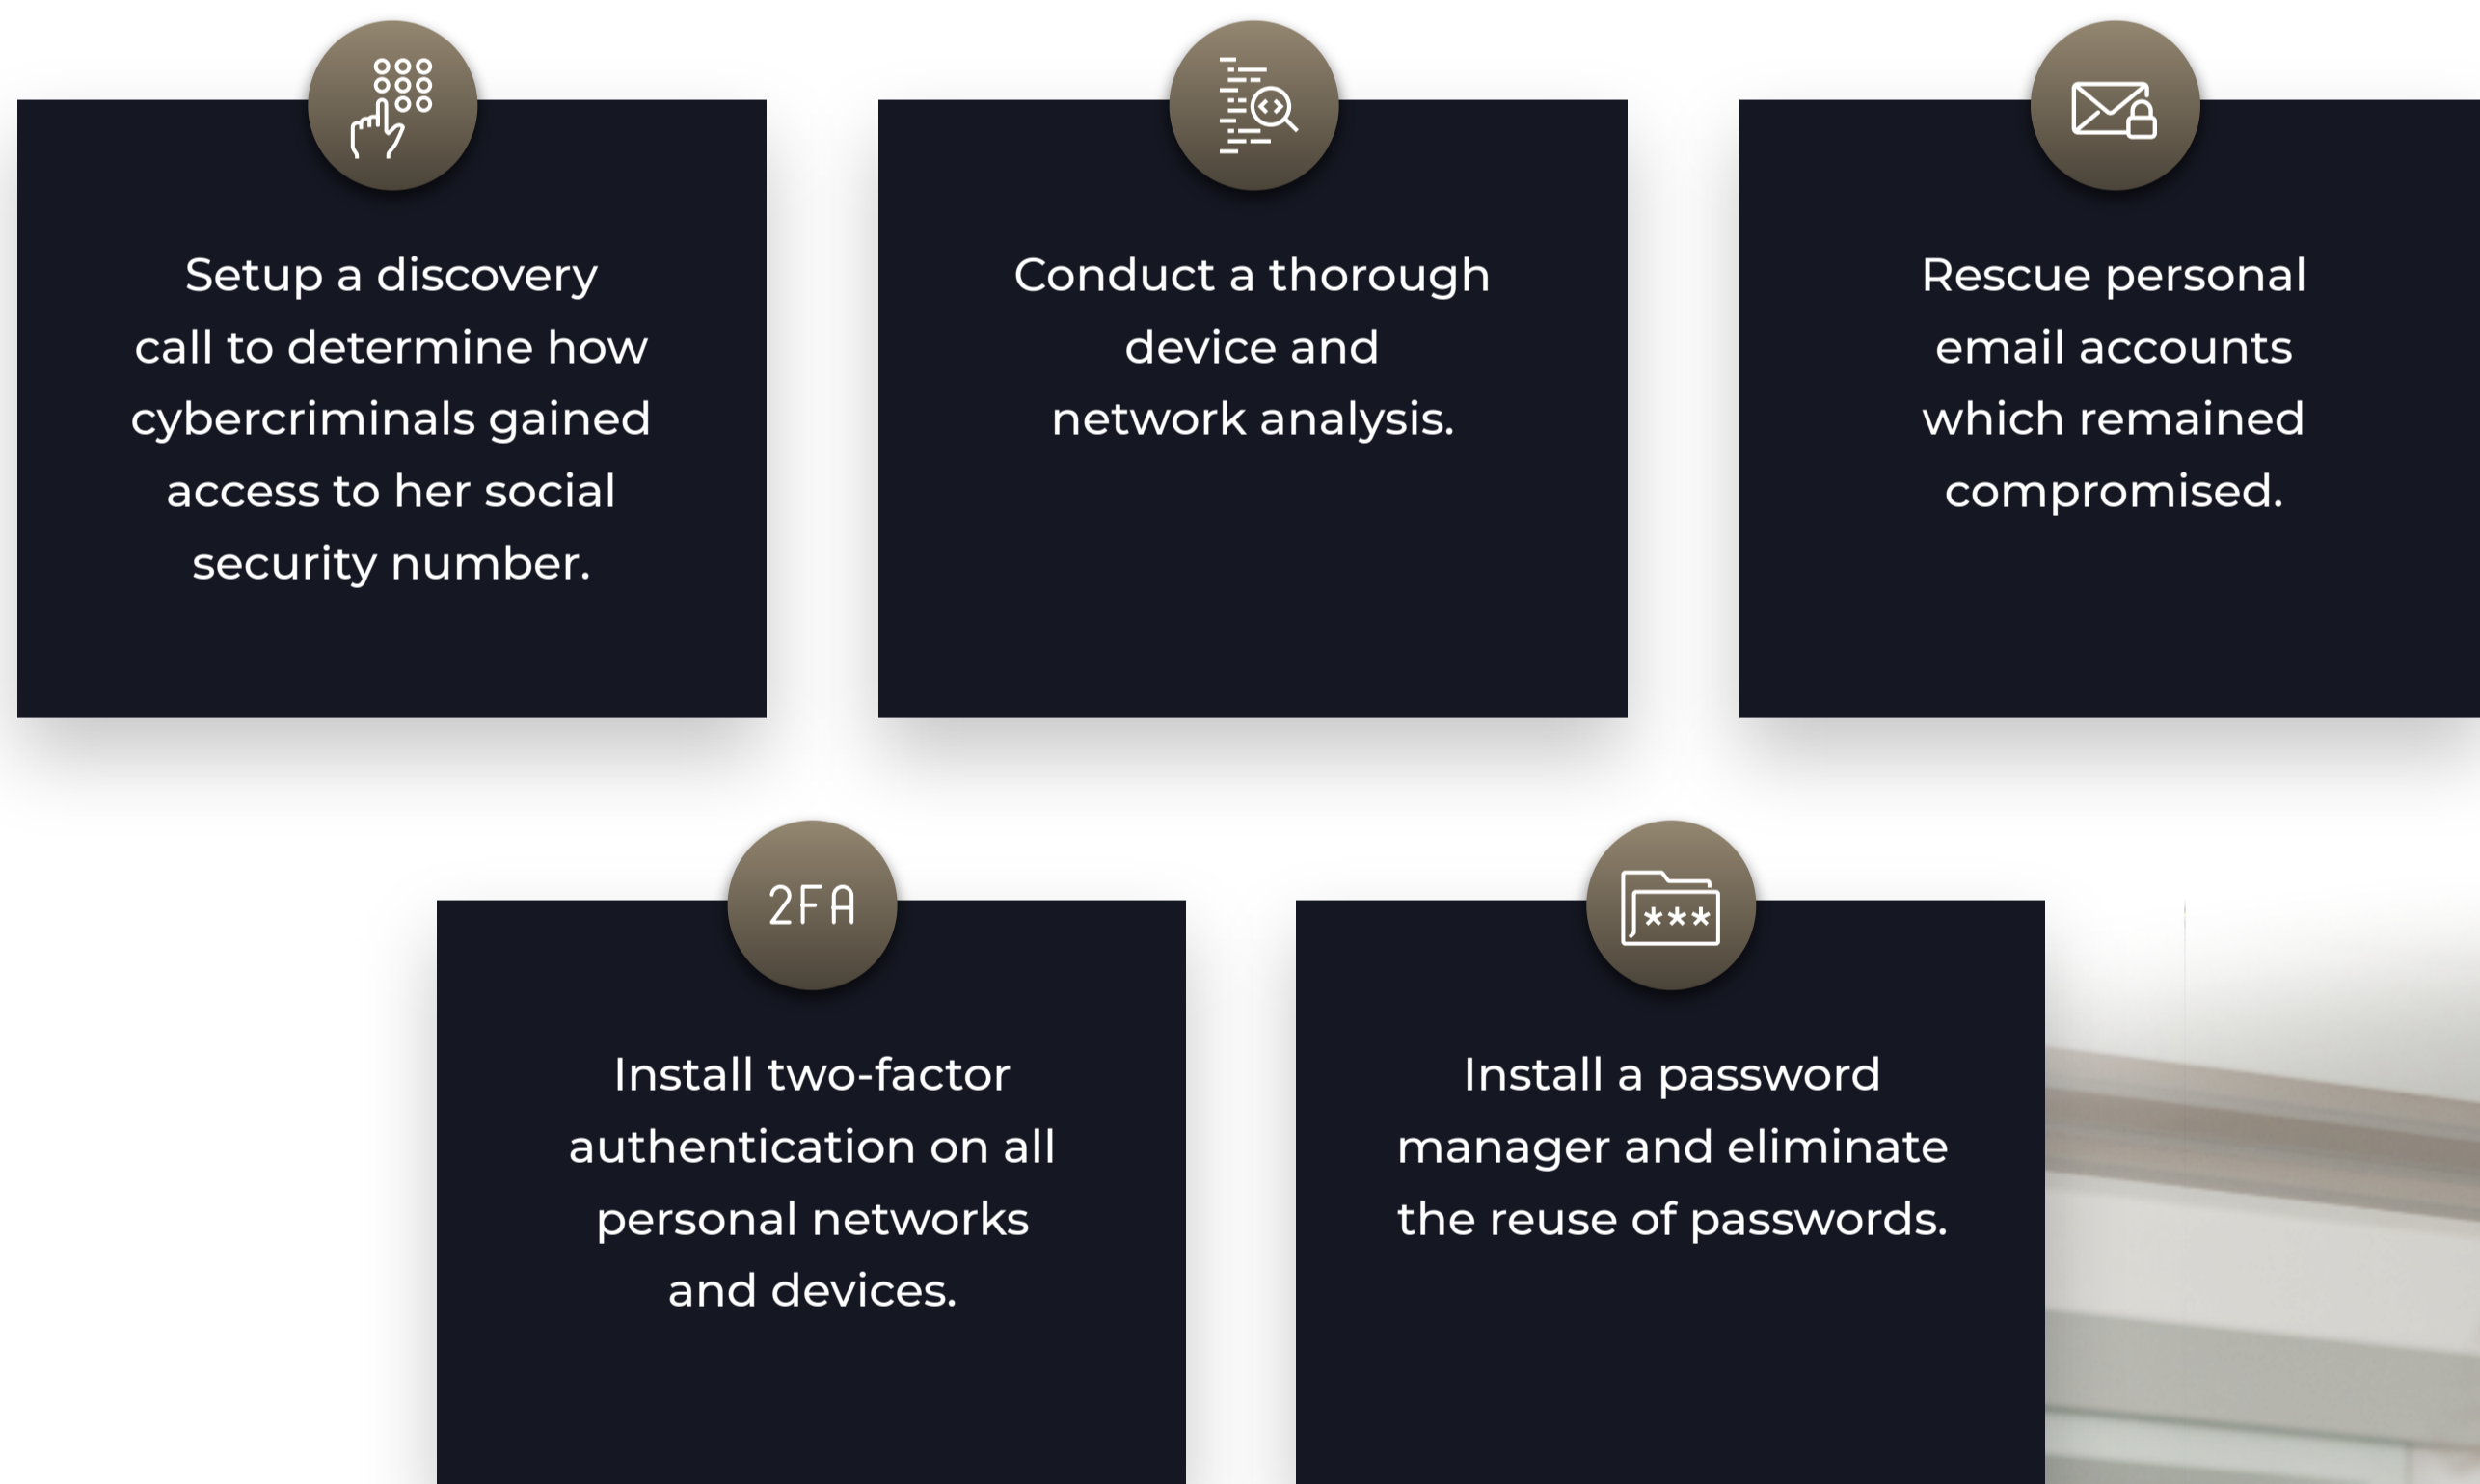 Setup a discovery
call to determine how
cybercriminals gained
access to her social
security number.
Conduct a thorough
device and
network analysis.
Rescue personal
email accounts
which remained
compromised.
2FA
Install two-factor
authentication on all
personal networks
and devices.
***
Install a password
manager and eliminate
the reuse of passwords.